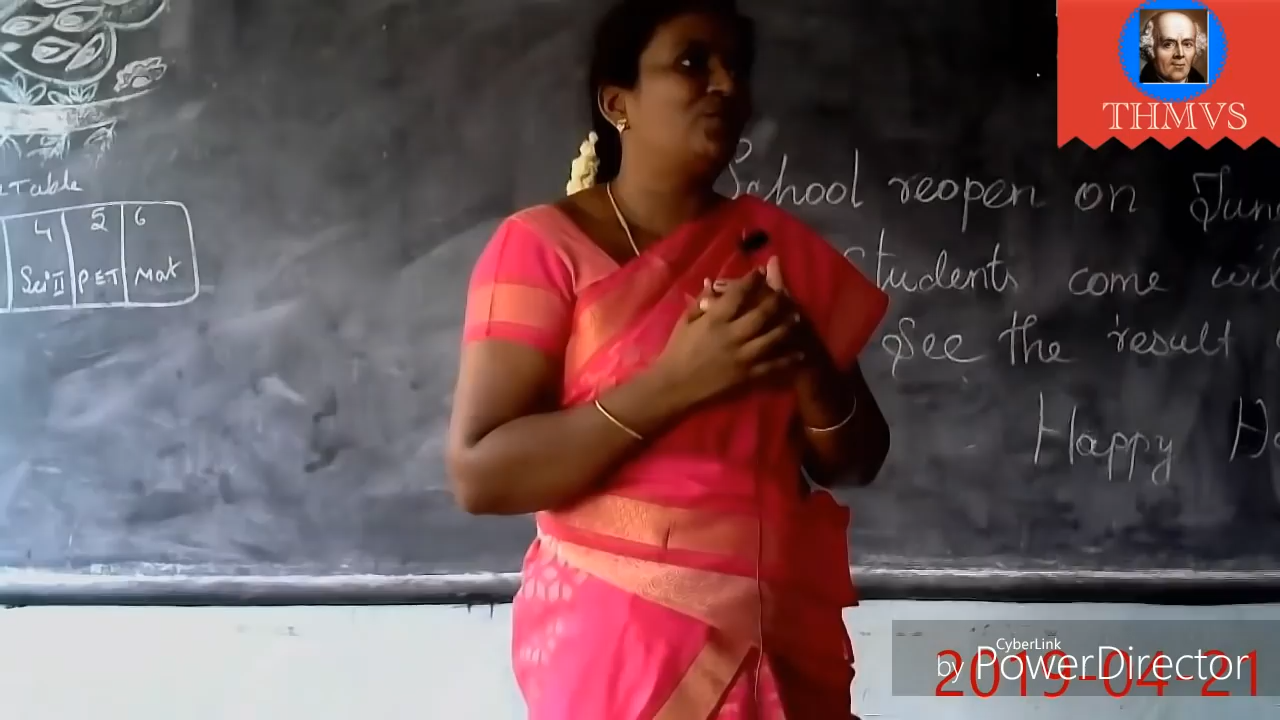 THMVS
Table
4 5 6
Sci II PET Mat
School reopen on
Students come
See the result
Happy
CyberLink
by PowerDirector
2019-04-21